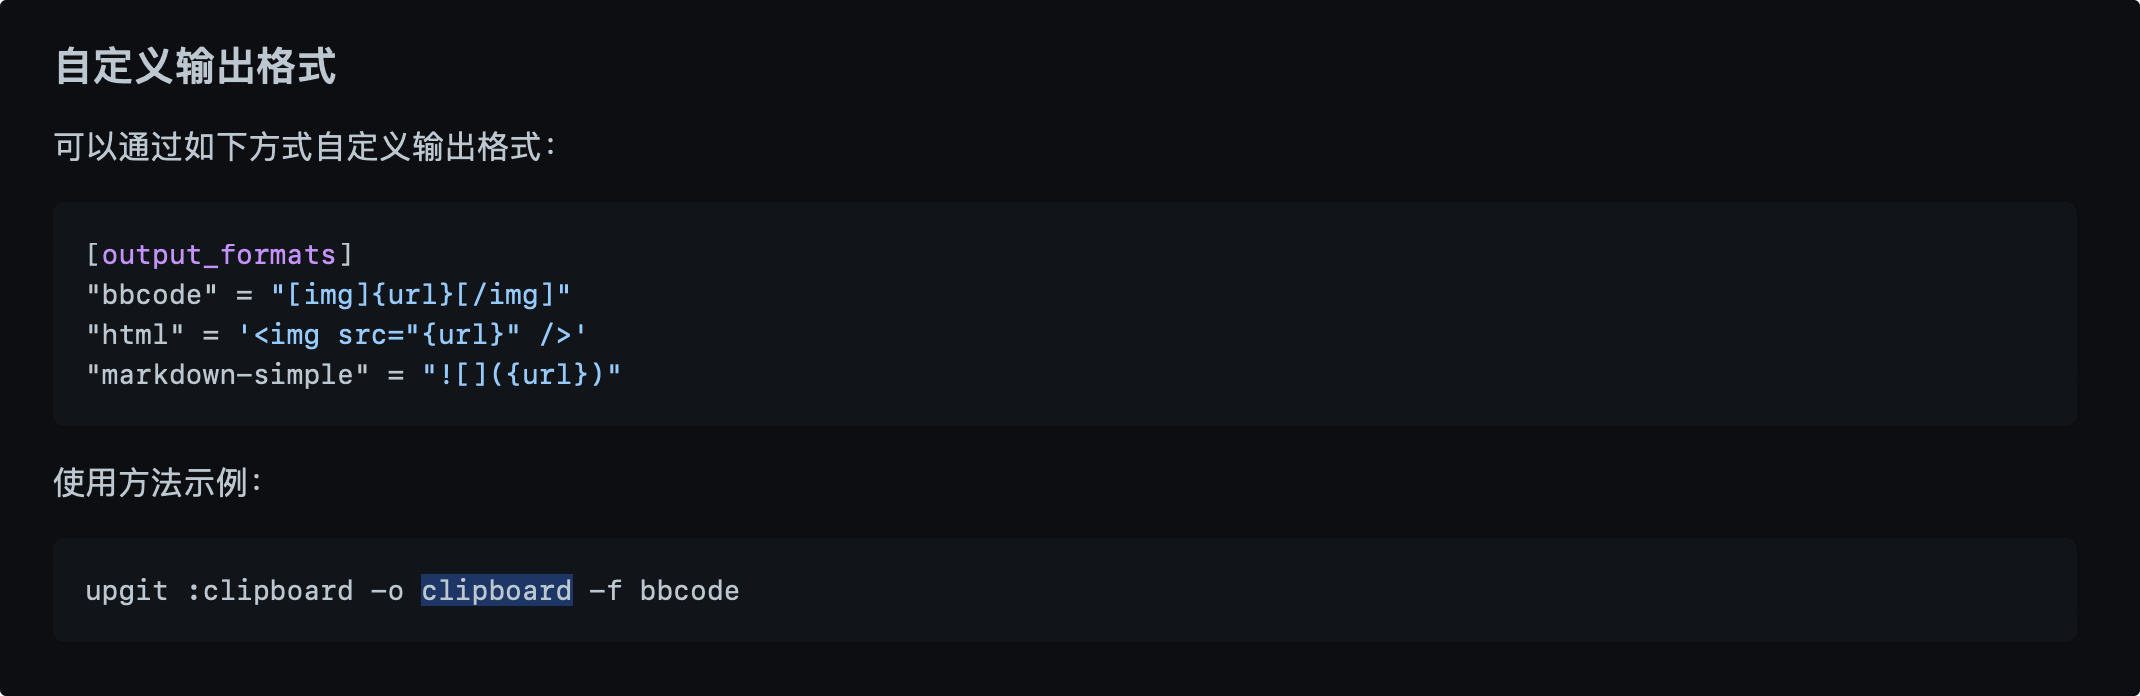 自定义输出格式
可以通过如下方式自定义输出格式：
[output_formats]
"bbcode" = "[img]{url}[/img]"
"html" = '<img src="{url}" />'
"markdown-simple" = "![]({url})"
使用方法示例：
upgit :clipboard -o clipboard -f bbcode